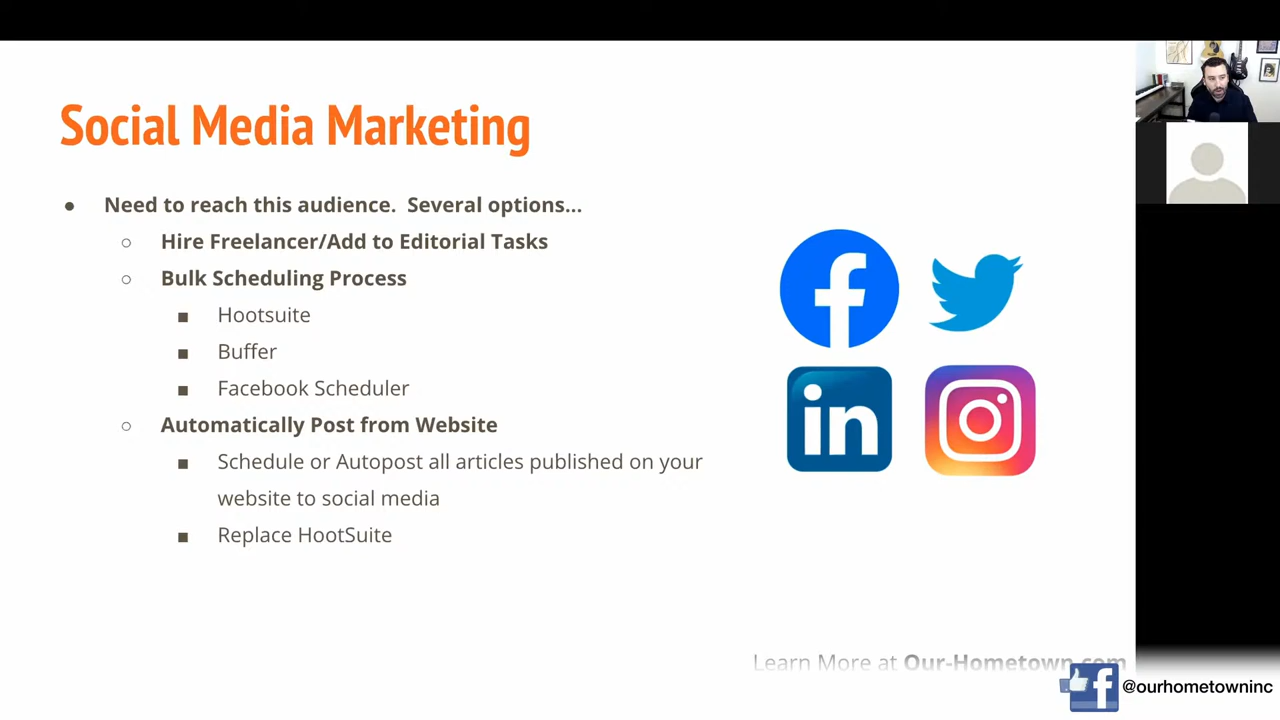 Social Media Marketing
● Need to reach this audience.  Several options...
○ Hire Freelancer/Add to Editorial Tasks
○ Bulk Scheduling Process
■ Hootsuite
■ Buffer
■ Facebook Scheduler
○ Automatically Post from Website
■ Schedule or Autopost all articles published on your
website to social media
■ Replace HootSuite
f
in
Learn More at Our-Hometown.com
f @ourhometowninc